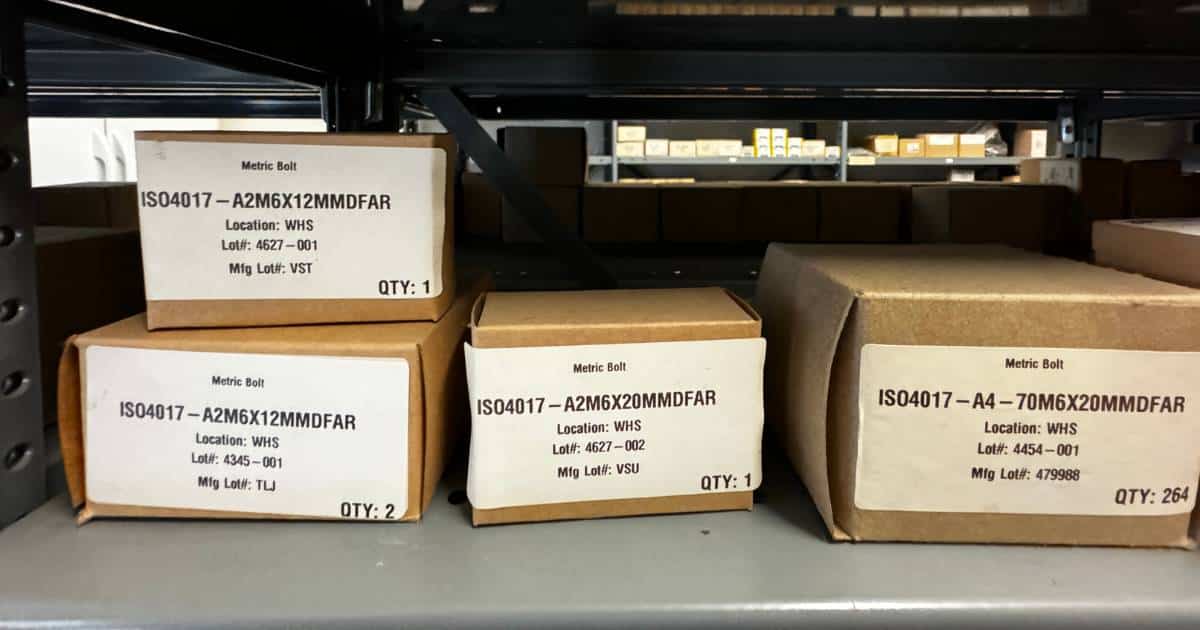 Metric Bolt
ISO4017-A2M6X12MMDFAR
Location: WHS
Lot#: 4627-001
Mfg Lot#: VST
QTY: 1
Metric Bolt
ISO4017-A2M6X12MMDFAR
Location: WHS
Lot#: 4345-001
Mfg Lot#: TLJ
QTY: 2
Metric Bolt
ISO4017-A2M6X20MMDFAR
Location: WHS
Lot#: 4627-002
Mfg Lot#: VSU
QTY: 1
Metric Bolt
ISO4017-A4-70M6X20MMDFAR
Location: WHS
Lot#: 4454-001
Mfg Lot#: 479988
QTY: 264